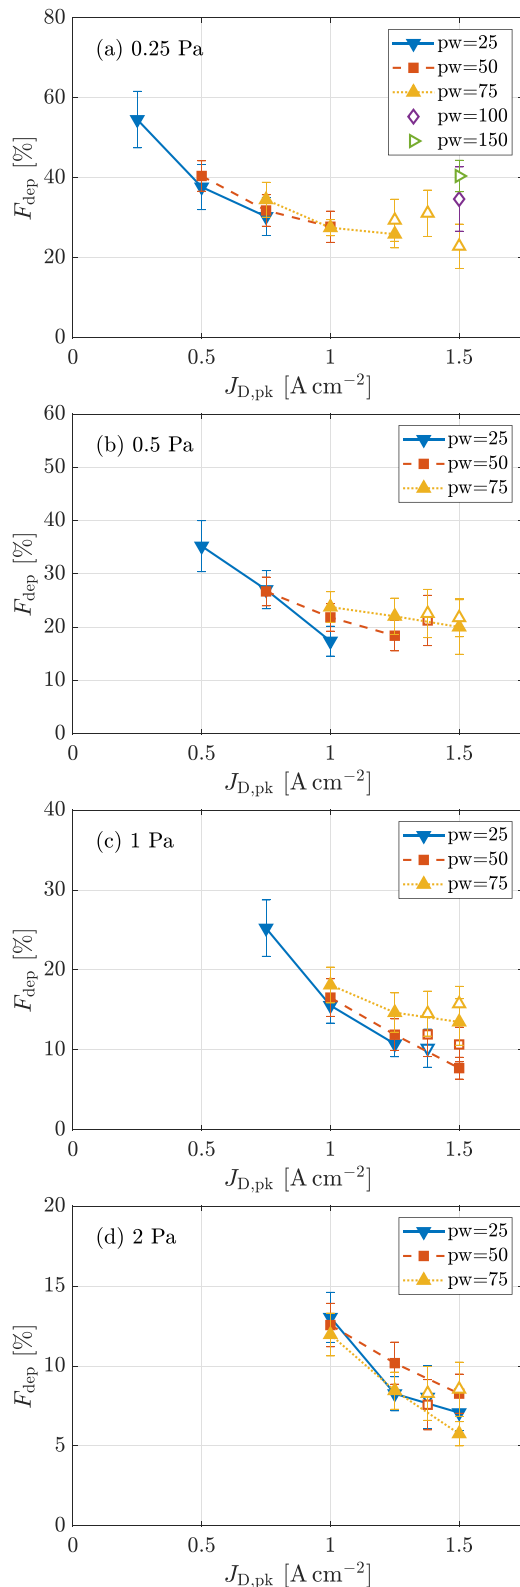 (a) 0.25 Pa
pw=25
pw=50
pw=75
pw=100
pw=150
F_dep [%]
80
60
40
20
0
0 0.5 1 1.5
J_D,pk [A cm⁻²]
(b) 0.5 Pa
pw=25
pw=50
pw=75
F_dep [%]
60
50
40
30
20
10
0
0 0.5 1 1.5
J_D,pk [A cm⁻²]
(c) 1 Pa
pw=25
pw=50
pw=75
F_dep [%]
40
30
20
10
0
0 0.5 1 1.5
J_D,pk [A cm⁻²]
(d) 2 Pa
pw=25
pw=50
pw=75
F_dep [%]
20
15
10
5
0
0 0.5 1 1.5
J_D,pk [A cm⁻²]